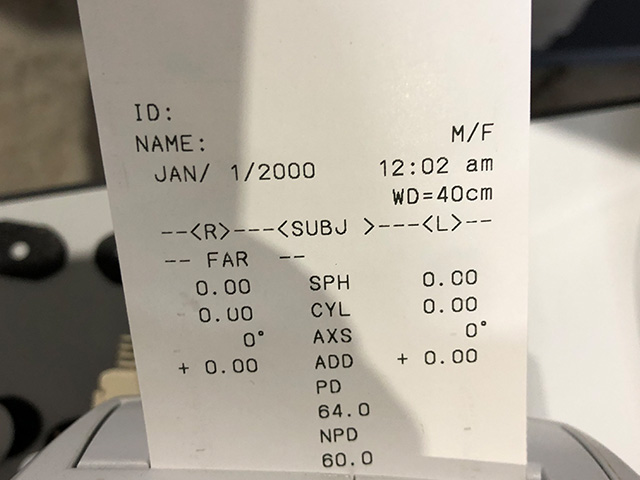 ID:
NAME: M/F
JAN/ 1/2000 12:02 am
WD=40cm
--<R>---<SUBJ >---<L>--
-- FAR --
0.00 SPH 0.00
0.00 CYL 0.00
0° AXS 0°
+ 0.00 ADD + 0.00
PD
64.0
NPD
60.0